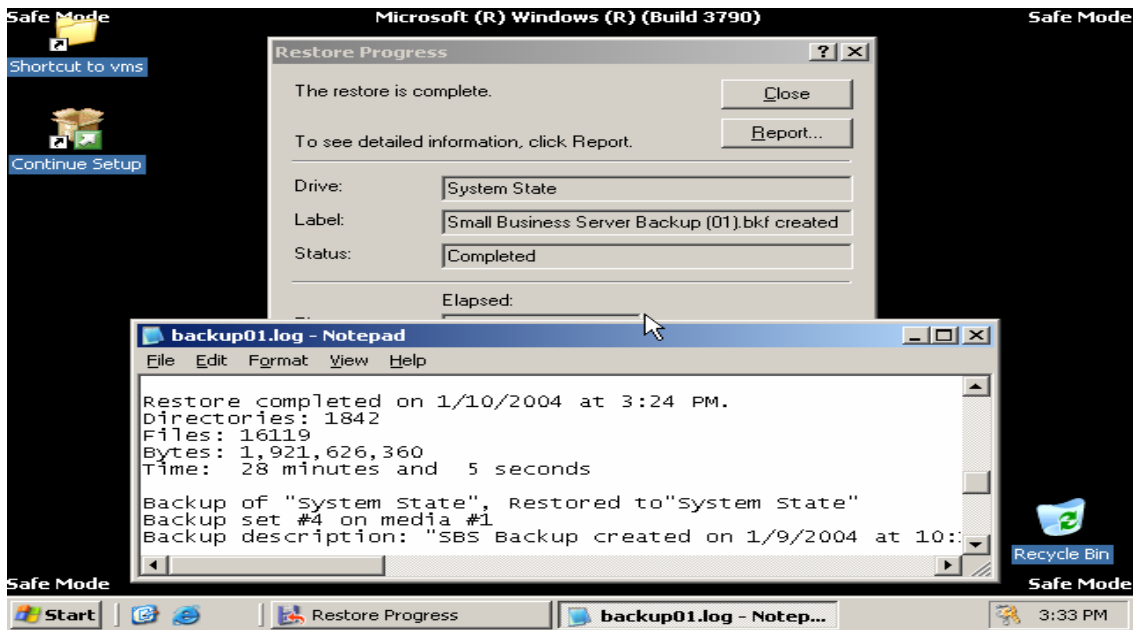 Safe Mode
Microsoft (R) Windows (R) (Build 3790)
Safe Mode
Shortcut to vms
Continue Setup
Restore Progress
The restore is complete.
Close
To see detailed information, click Report.
Report...
Drive:
System State
Label:
Small Business Server Backup (01).bkf created
Status:
Completed
Elapsed:
backup01.log - Notepad
File Edit Format View Help
Restore completed on 1/10/2004 at 3:24 PM.
Directories: 1842
Files: 16119
Bytes: 1,921,626,360
Time: 28 minutes and 5 seconds
Backup of "System State", Restored to"System State"
Backup set #4 on media #1
Backup description: "SBS Backup created on 1/9/2004 at 10:
Recycle Bin
Safe Mode
Safe Mode
Start
Restore Progress
backup01.log - Notep...
3:33 PM